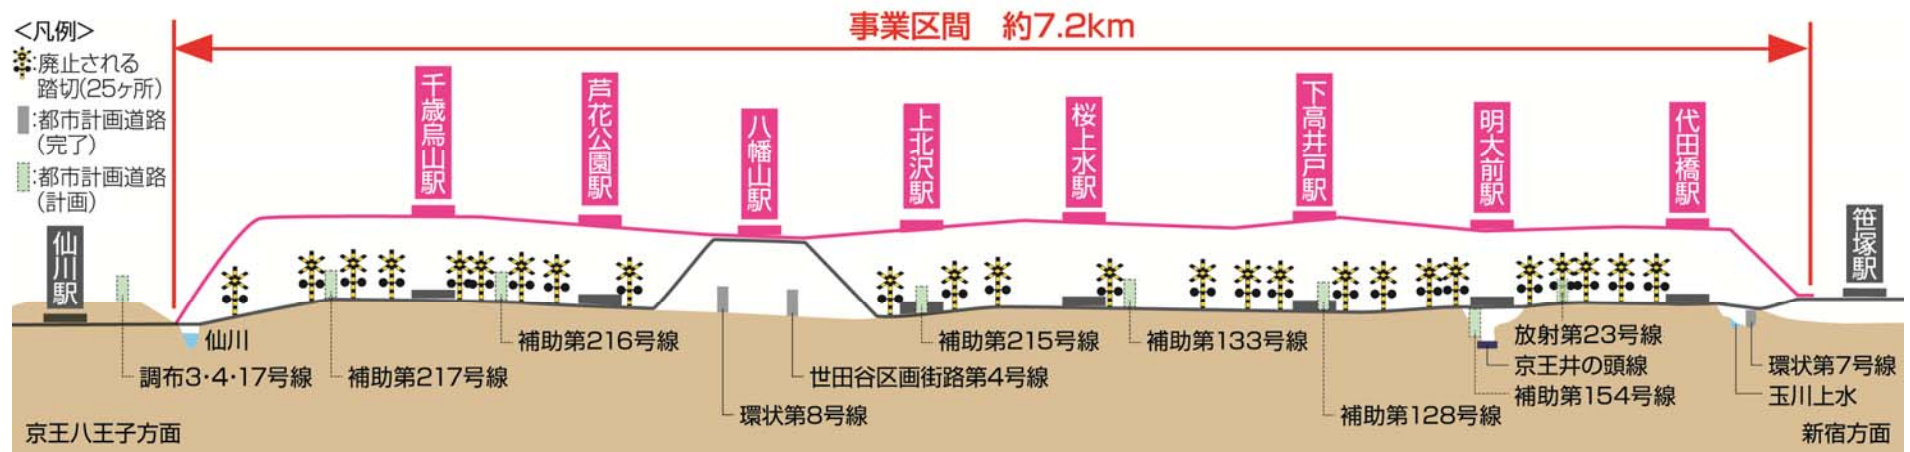 <凡例>
:廃止される
踏切(25ヶ所)
:都市計画道路
(完了)
:都市計画道路
(計画)
事業区間 約7.2km
仙川駅
千歳烏山駅
芦花公園駅
八幡山駅
上北沢駅
桜上水駅
下高井戸駅
明大前駅
代田橋駅
笹塚駅
仙川
調布3・4・17号線
補助第217号線
補助第216号線
世田谷区画街路第4号線
環状第8号線
補助第215号線
補助第133号線
補助第128号線
放射第23号線
京王井の頭線
補助第154号線
環状第7号線
玉川上水
京王八王子方面
新宿方面